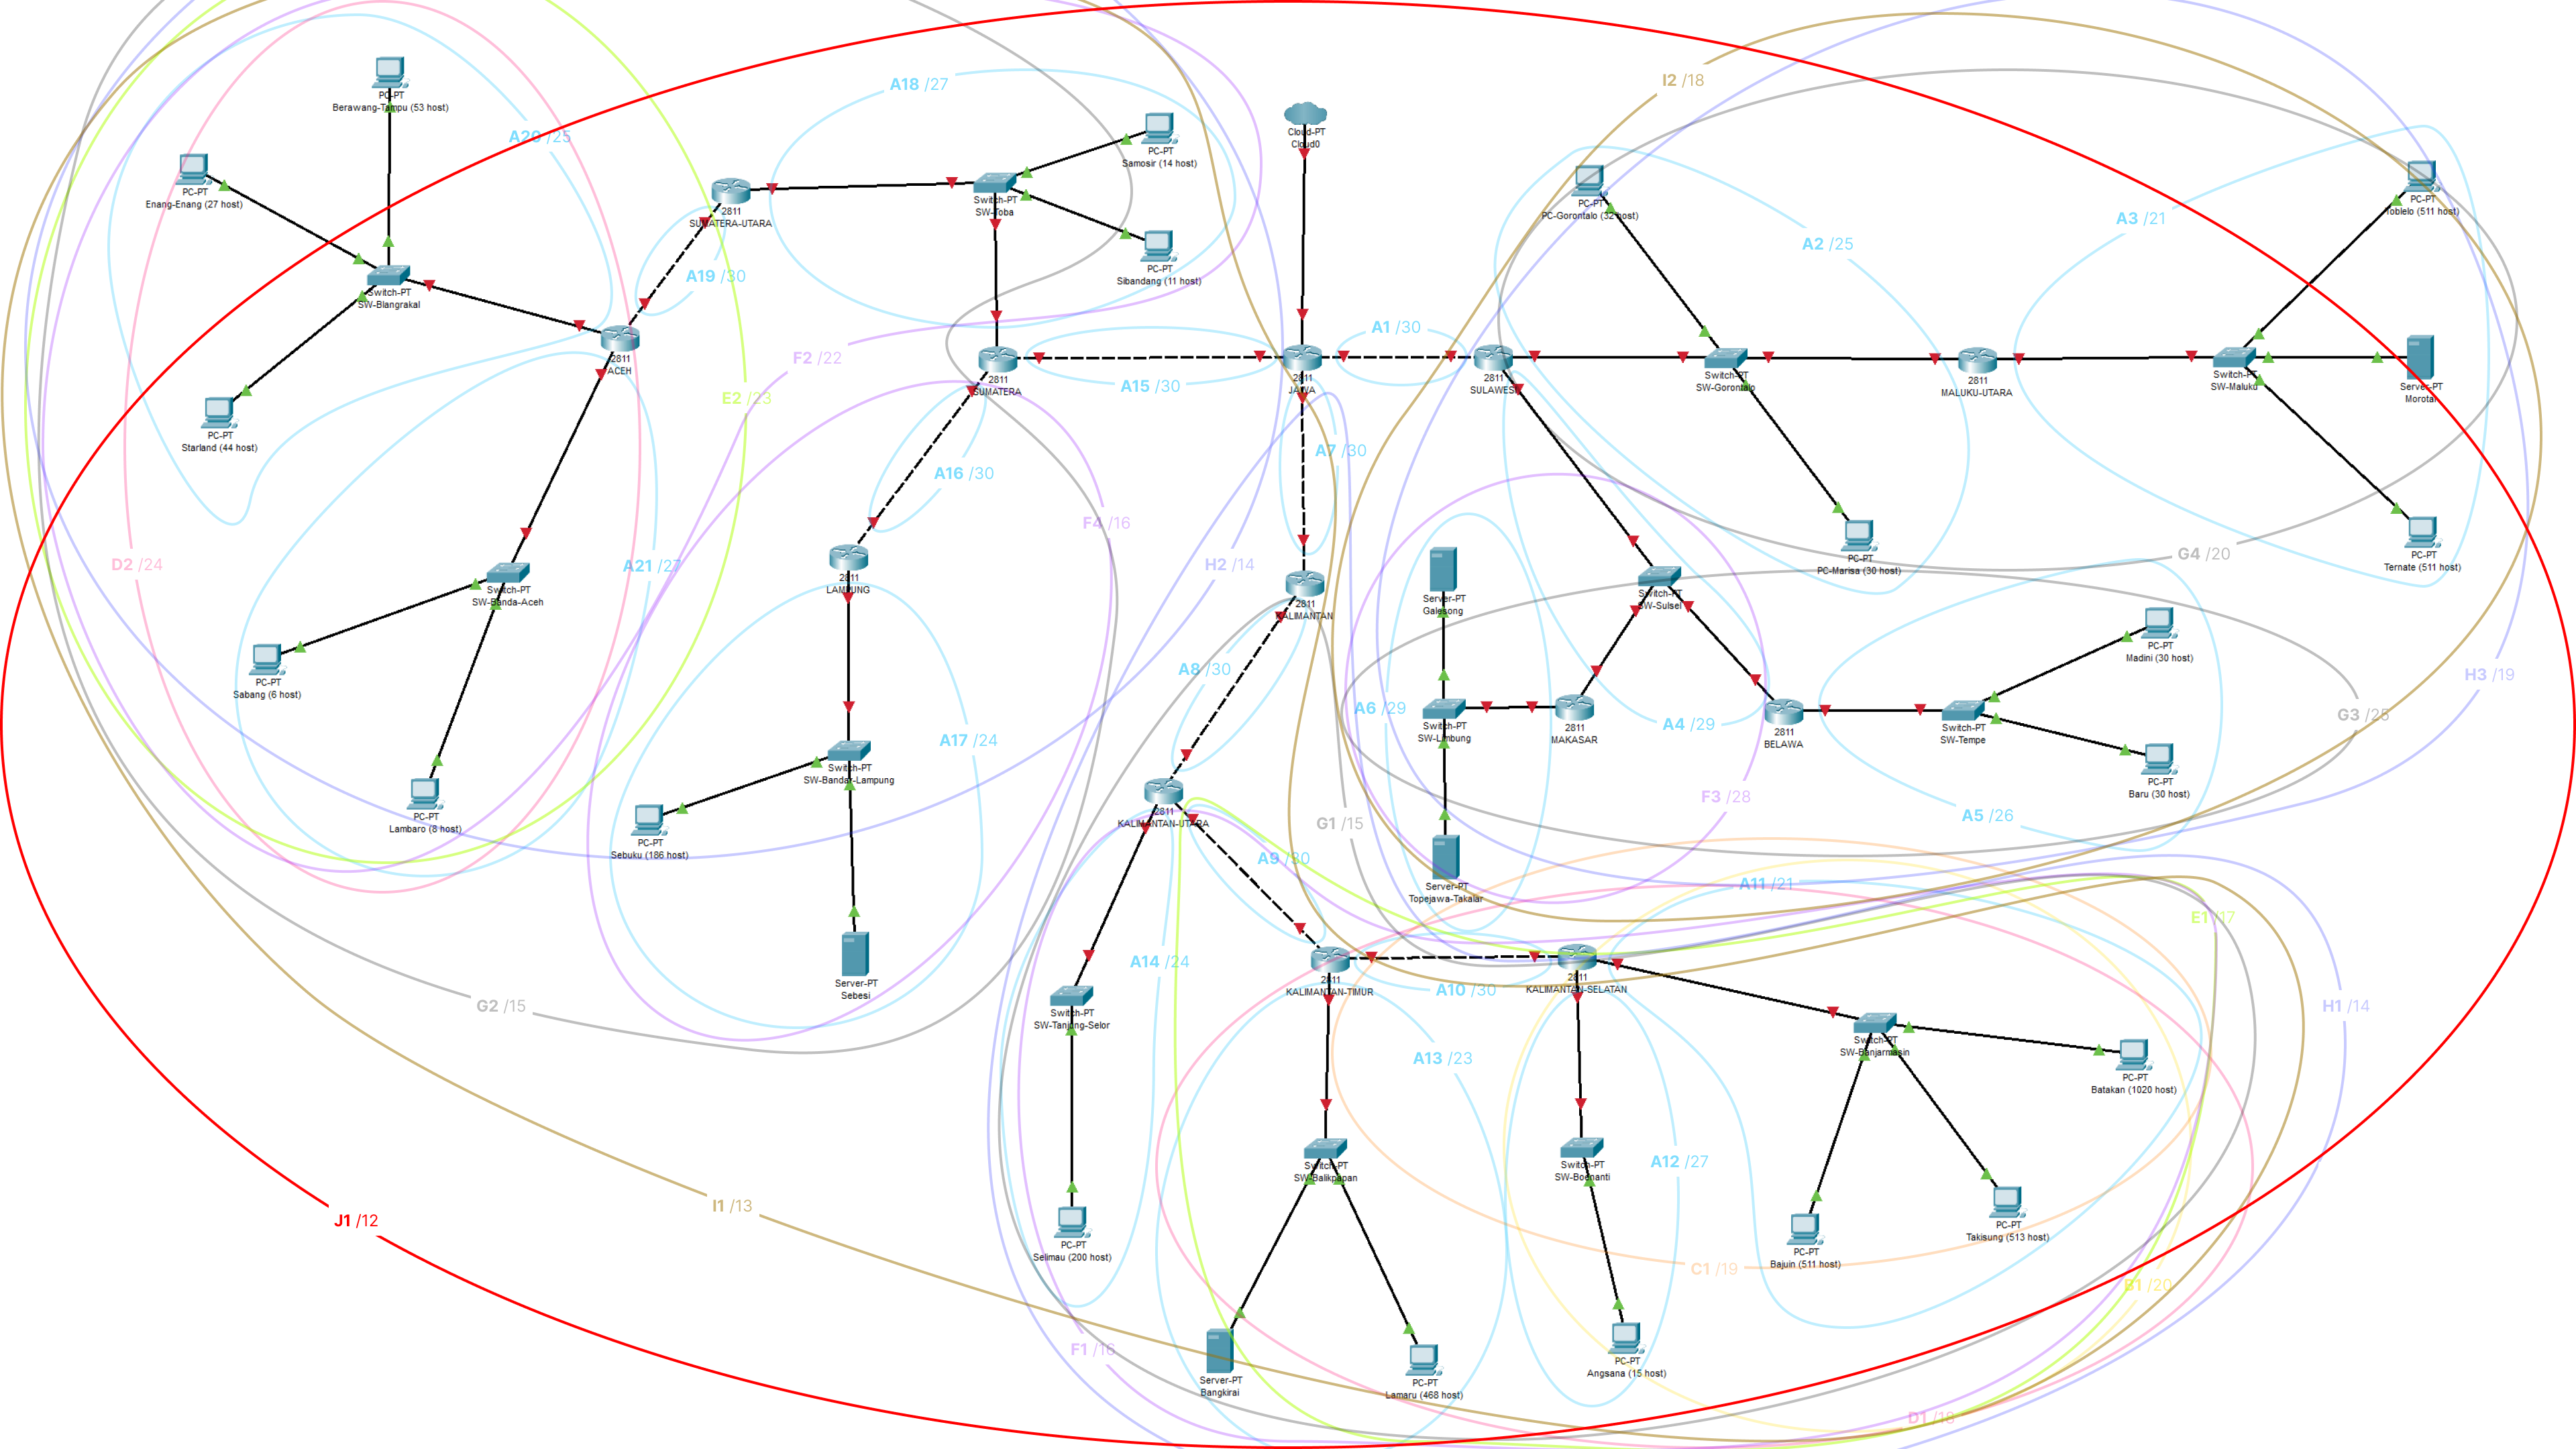 I2 /18
A18 /27
PC-PT
Berawang-Tampu (53 host)
Cloud-PT
Cloud0
A20 /25
PC-PT
Samosir (14 host)
PC-PT
Enang-Enang (27 host)
Switch-PT
SW-Toba
2811
SUMATERA-UTARA
PC-PT
PC-Gorontalo (32 host)
PC-PT
Toblelo (511 host)
A3 /21
A2 /25
PC-PT
Sibandang (11 host)
A19 /30
Switch-PT
SW-Blangrakal
A1 /30
F2 /22
2811
ACEH
A15 /30
2811
SUMATERA
2811
JAWA
2811
SULAWESI
Switch-PT
SW-Gorontalo
2811
MALUKU-UTARA
Switch-PT
SW-Maluku
Server-PT
Morotai
E2 /23
PC-PT
Starland (44 host)
A7 /30
A16 /30
F4 /16
D2 /24
A21 /27
H2 /14
G4 /20
PC-PT
PC-Marisa (30 host)
PC-PT
Ternate (511 host)
2811
LAMPUNG
Switch-PT
SW-Banda-Aceh
2811
KALIMANTAN
Server-PT
Galesong
Switch-PT
SW-Sulsel
PC-PT
Madini (30 host)
A8 /30
H3 /19
PC-PT
Sabang (6 host)
A6 /29
A4 /29
G3 /25
Switch-PT
SW-Limbung
2811
MAKASAR
2811
BELAWA
Switch-PT
SW-Tempe
A17 /24
Switch-PT
SW-Bandar-Lampung
PC-PT
Baru (30 host)
F3 /28
A5 /26
PC-PT
Lambaro (8 host)
2811
KALIMANTAN-UTARA
G1 /15
PC-PT
Sebuku (186 host)
A9 /30
Server-PT
Topejawa-Takalar
A11 /21
E1 /17
A14 /24
Server-PT
Sebesi
2811
KALIMANTAN-TIMUR
A10 /30
2811
KALIMANTAN-SELATAN
G2 /15
H1 /14
Switch-PT
SW-Tanjung-Selor
A13 /23
Switch-PT
SW-Banjarmasin
PC-PT
Batakan (1020 host)
Switch-PT
SW-Balikpapan
Switch-PT
SW-Boenanti
A12 /27
I1 /13
J1 /12
PC-PT
Selimau (200 host)
PC-PT
Bajuin (511 host)
PC-PT
Takisung (513 host)
C1 /19
B1 /20
F1 /16
Server-PT
Bangkirai
PC-PT
Lamaru (468 host)
PC-PT
Angsana (15 host)
D1 /18